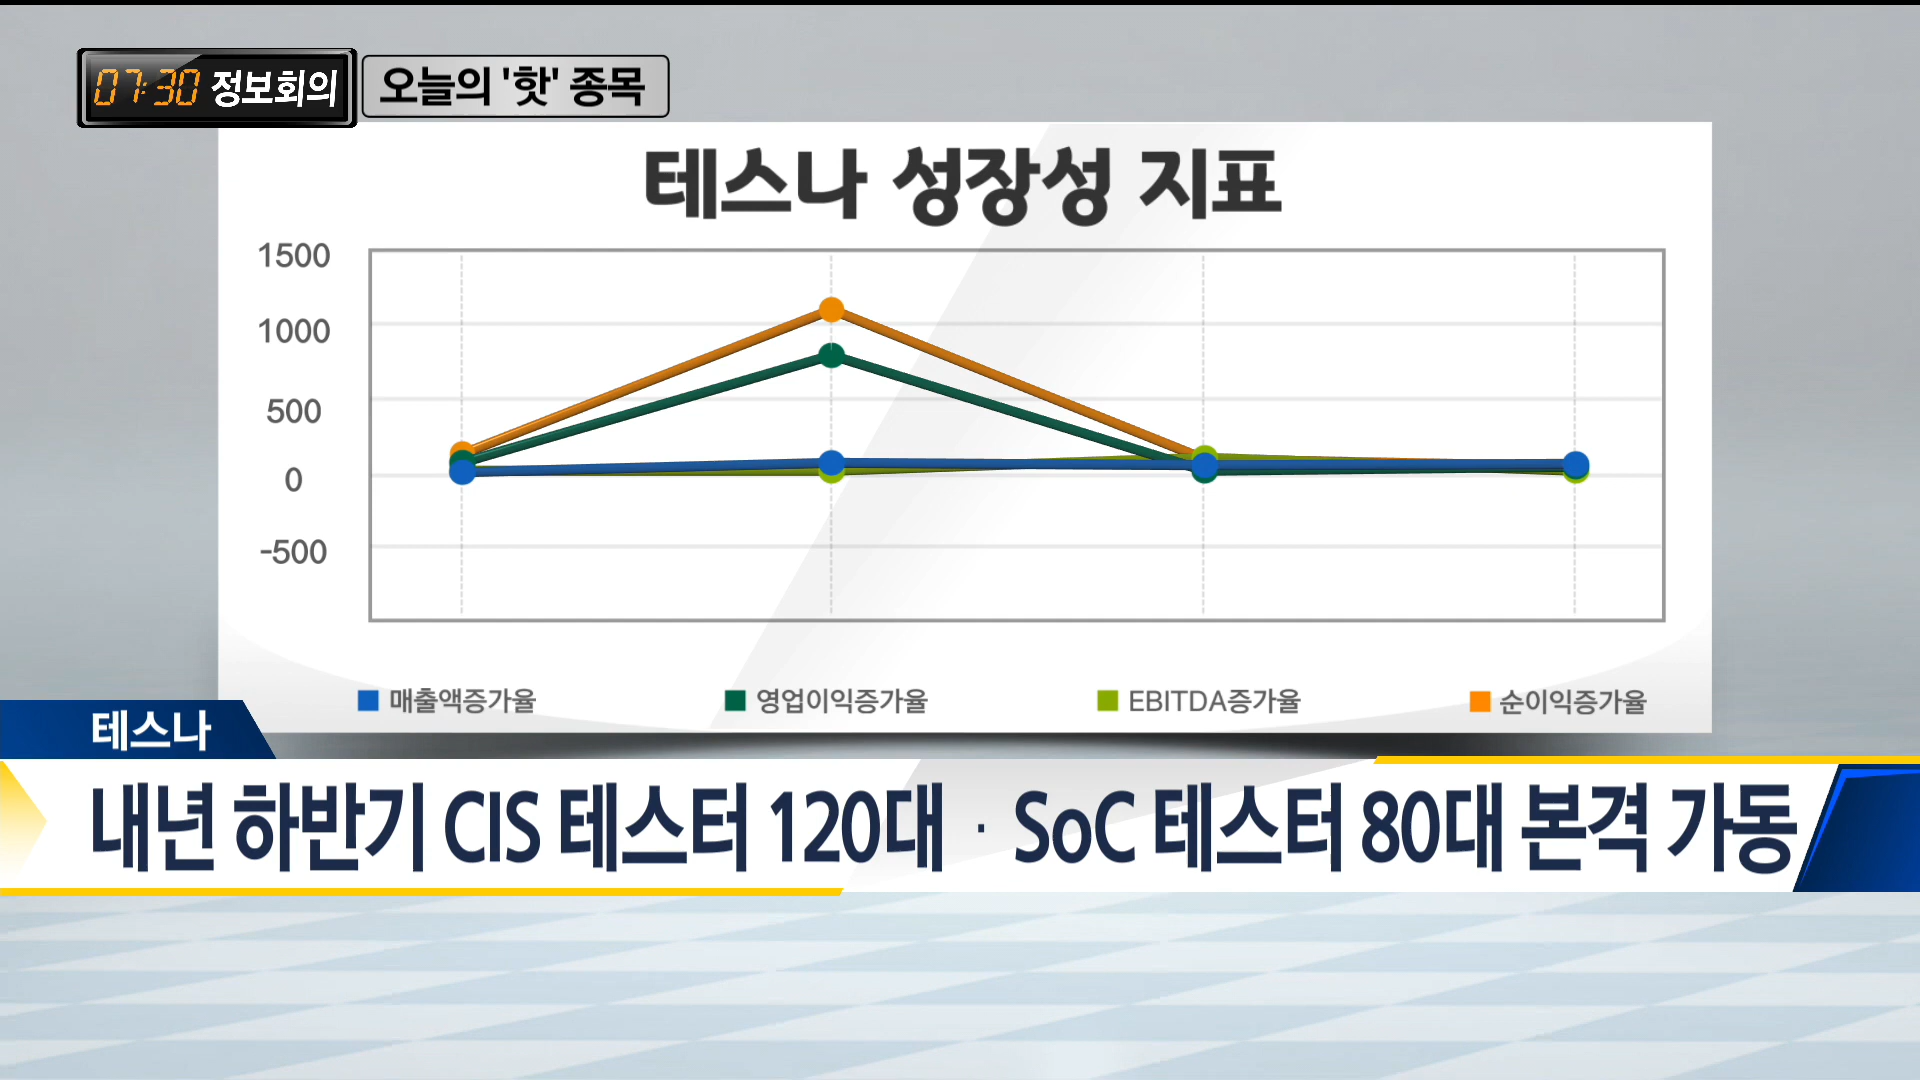 07:30 정보회의
오늘의 '핫' 종목
테스나 성장성 지표
1500
1000
500
0
-500
매출액증가율
영업이익증가율
EBITDA증가율
순이익증가율
테스나
내년 하반기 CIS 테스터 120대 · SoC 테스터 80대 본격 가동